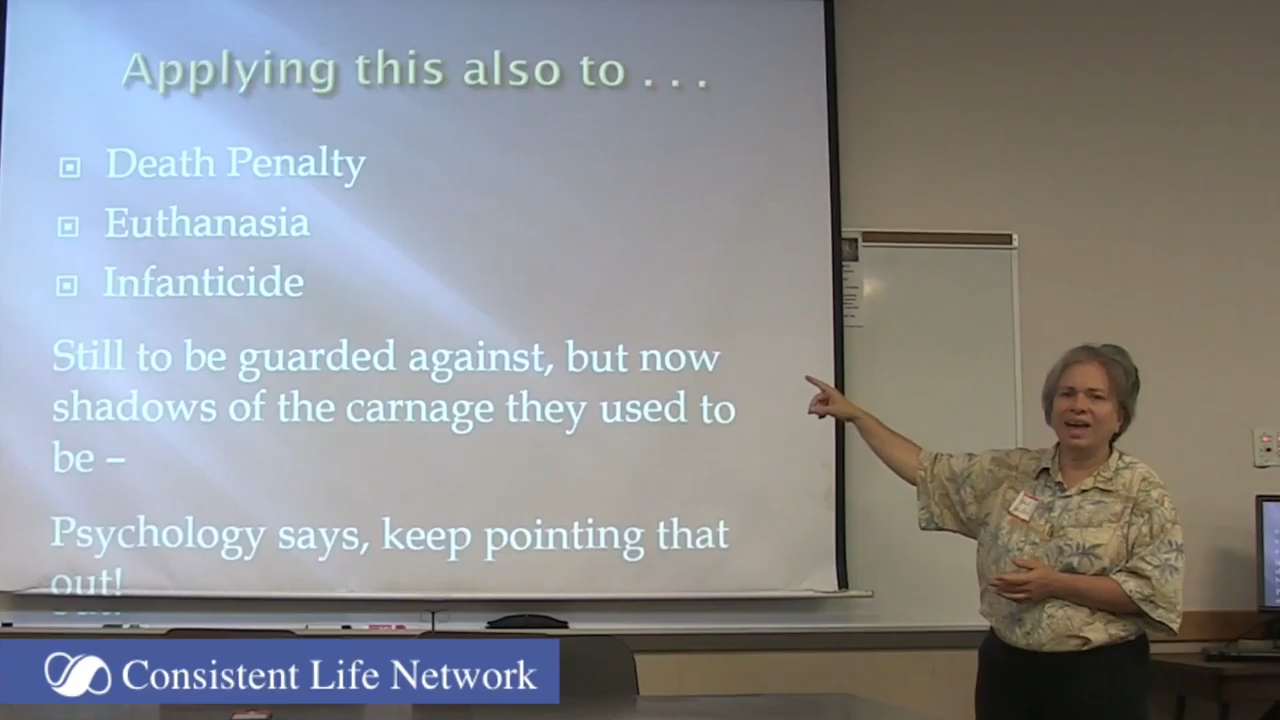 Applying this also to . . .
Death Penalty
Euthanasia
Infanticide
Still to be guarded against, but now
shadows of the carnage they used to
be –
Psychology says, keep pointing that
out!
Consistent Life Network